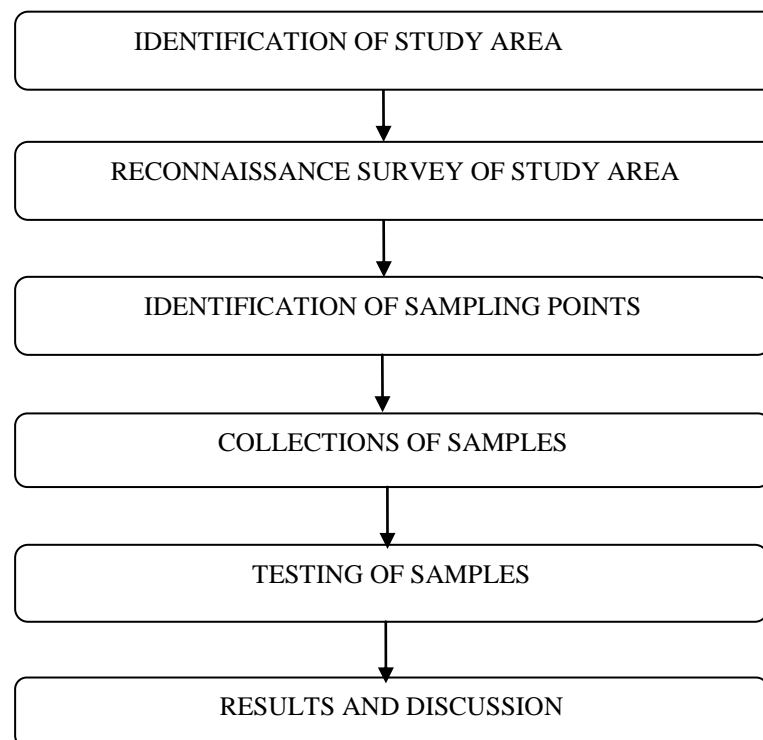 IDENTIFICATION OF STUDY AREA
RECONNAISSANCE SURVEY OF STUDY AREA
IDENTIFICATION OF SAMPLING POINTS
COLLECTIONS OF SAMPLES
TESTING OF SAMPLES
RESULTS AND DISCUSSION